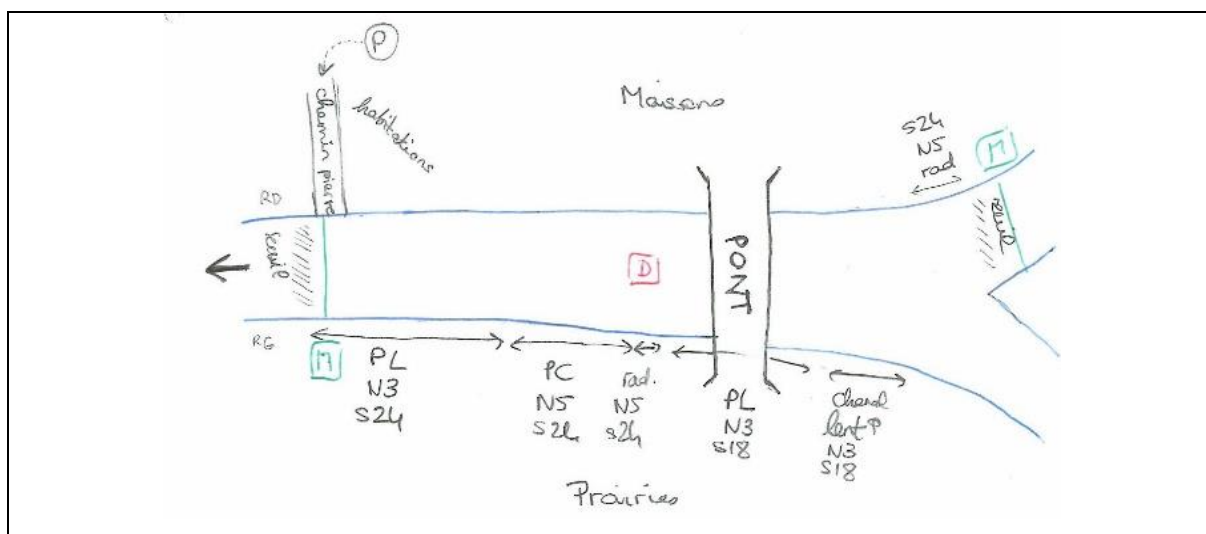 P
chemin pierre
habitations
Maisons
S24
N5
rad
M
seuil
RD
seuil
PONT
D
RG
M
PL
N3
S24
PC
N5
S24
rad.
N5
S24
PL
N3
S18
Chenal
lentP
N3
S18
Prairies